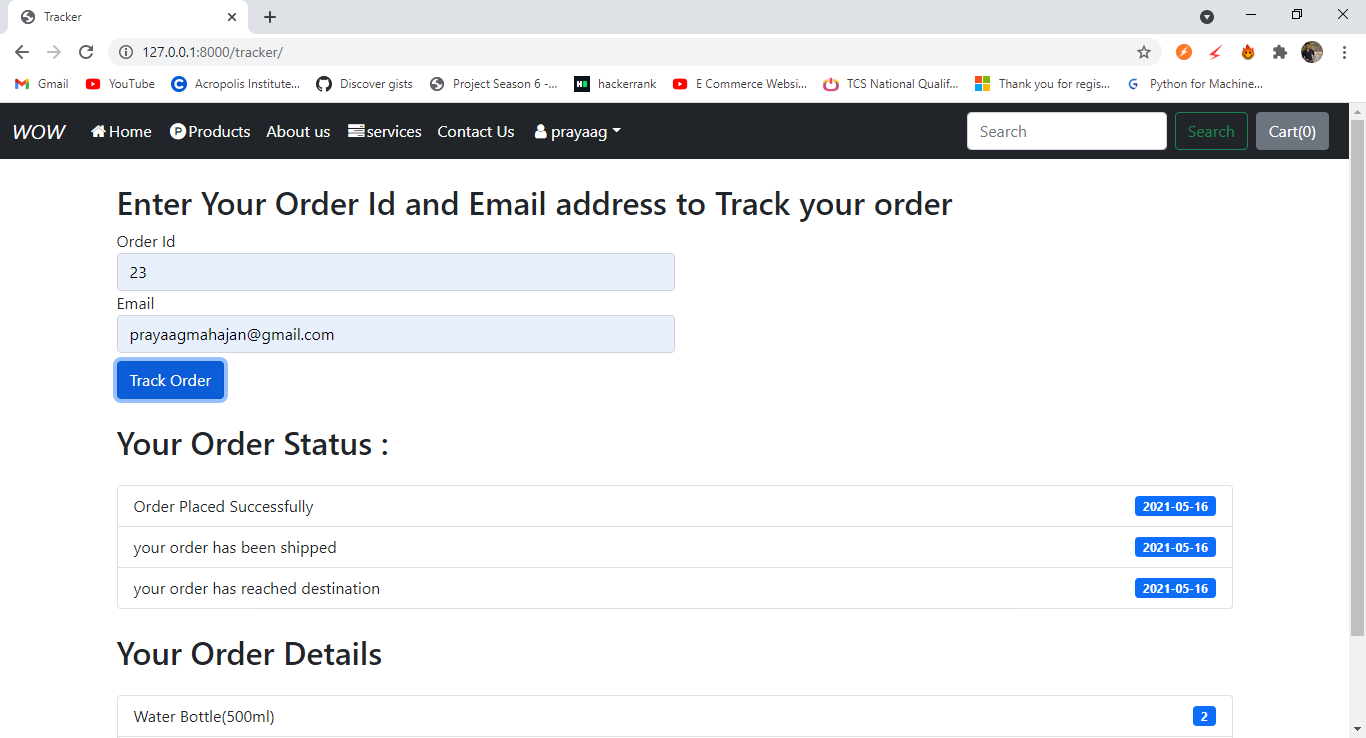 Tracker
127.0.0.1:8000/tracker/
Gmail YouTube Acropolis Institute... Discover gists Project Season 6 -... hackerrank E Commerce Websi... TCS National Qualif... Thank you for regis... Python for Machine...
WOW Home Products About us services Contact Us prayaag Search Search Cart(0)
Enter Your Order Id and Email address to Track your order
Order Id
23
Email
prayaagmahajan@gmail.com
Track Order
Your Order Status :
Order Placed Successfully 2021-05-16
your order has been shipped 2021-05-16
your order has reached destination 2021-05-16
Your Order Details
Water Bottle(500ml) 2